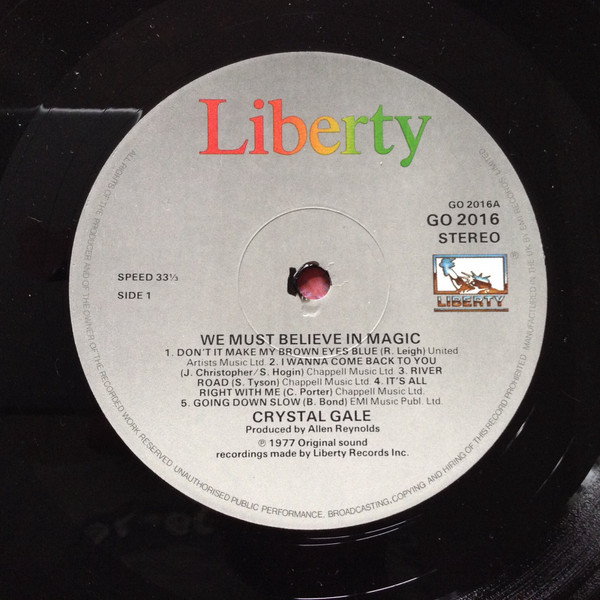 Liberty
GO 2016A
GO 2016
STEREO
SPEED 33⅓
SIDE 1
LIBERTY
WE MUST BELIEVE IN MAGIC
1. DON'T IT MAKE MY BROWN EYES BLUE (R. Leigh) United
Artists Music Ltd. 2. I WANNA COME BACK TO YOU
(J. Christopher/S. Hogin) Chappell Music Ltd. 3. RIVER
ROAD (S. Tyson) Chappell Music Ltd. 4. IT'S ALL
RIGHT WITH ME (C. Porter) Chappell Music Ltd.
5. GOING DOWN SLOW (B. Bond) EMI Music Publ. Ltd.
CRYSTAL GALE
Produced by Allen Reynolds
℗ 1977 Original sound
recordings made by Liberty Records Inc.
ALL RIGHTS OF THE PRODUCER AND OF THE OWNER OF THE RECORDED WORK RESERVED. UNAUTHORISED PUBLIC PERFORMANCE, BROADCASTING, COPYING AND HIRING OF THIS RECORD PROHIBITED. MANUFACTURED IN THE UK BY EMI RECORDS LIMITED.